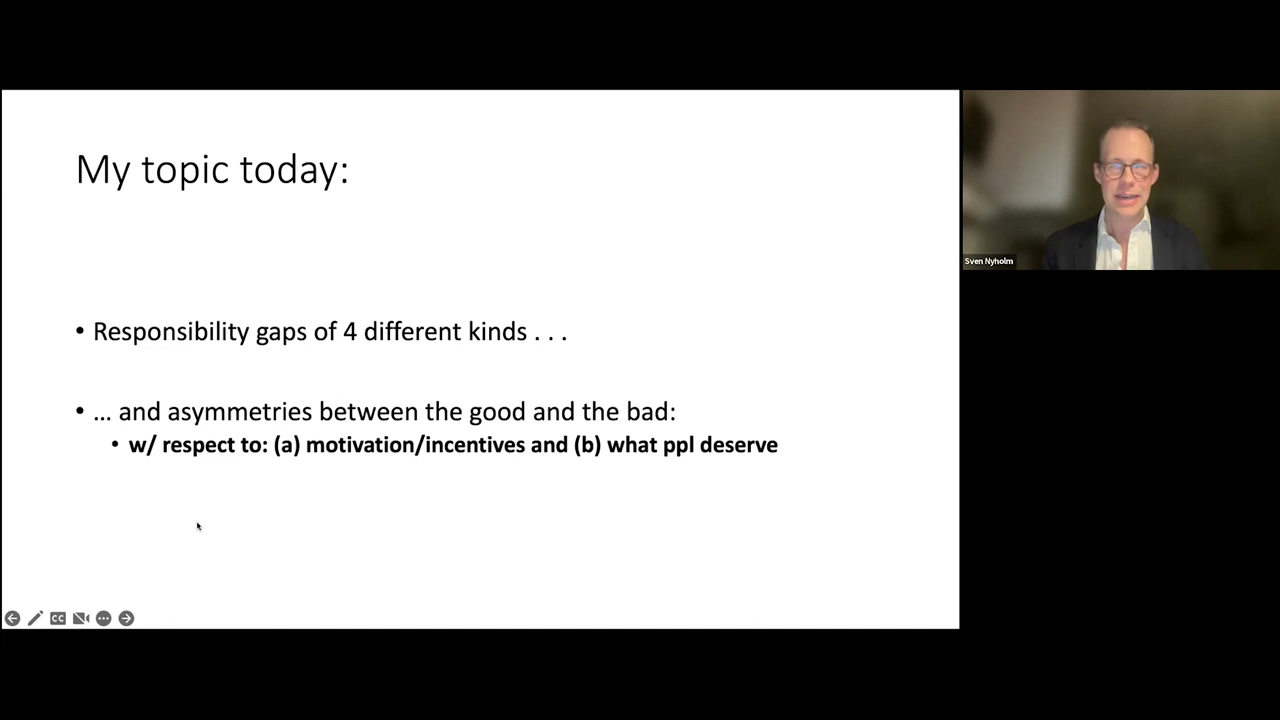 My topic today:
• Responsibility gaps of 4 different kinds . . .
• … and asymmetries between the good and the bad:
• w/ respect to: (a) motivation/incentives and (b) what ppl deserve
Sven Nyholm
CC